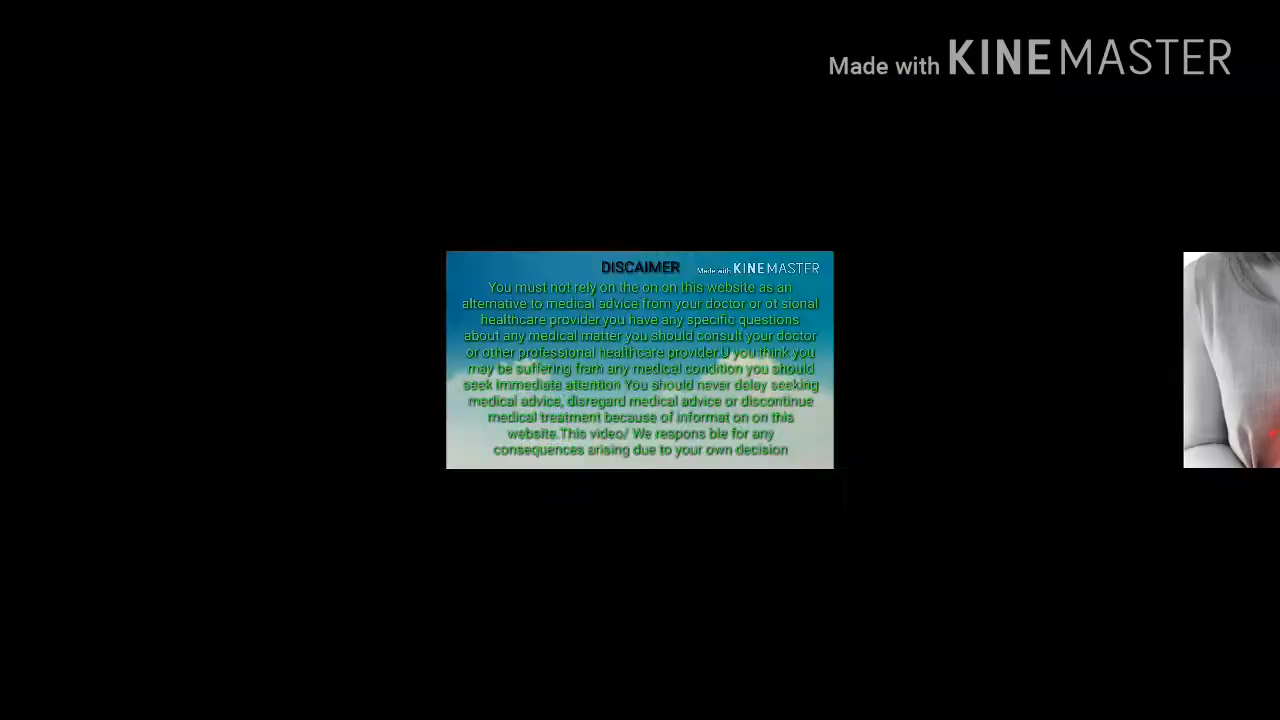 Made with KINEMASTER
DISCAIMER
Made with KINEMASTER
You must not rely on the on on this website as an
alternative to medical advice from your doctor or ot sional
healthcare provider you have any specific questions
about any medical matter you should consult your doctor
or other professional healthcare provider.U you think you
may be suffering fram any medical condition you should
seek immediate attention You should never delay seeking
medical advice, disregard medical advice or discontinue
medical treatment because of informat on on this
website.This video/ We respons ble for any
consequences arising due to your own decision